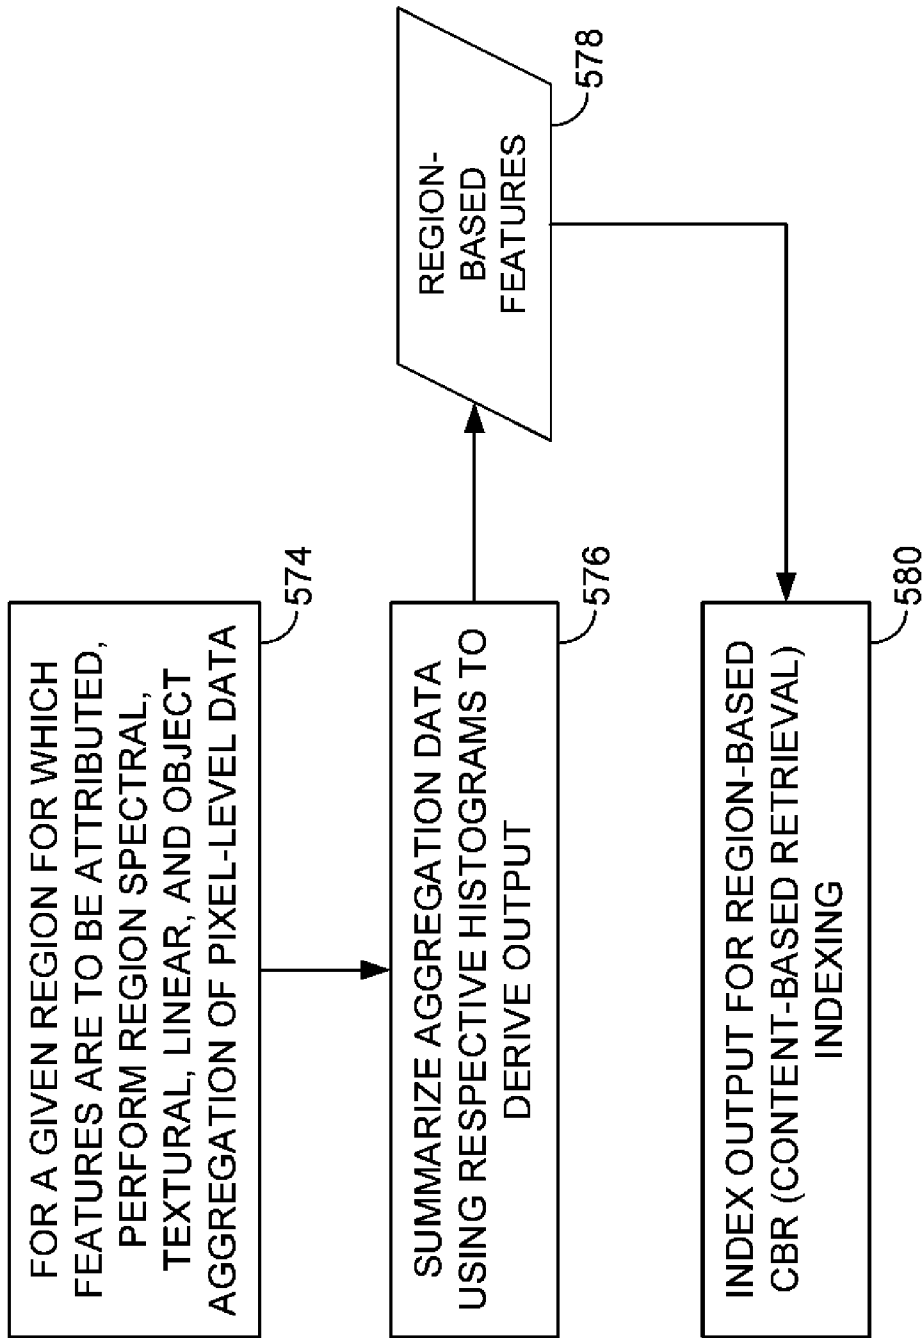 FOR A GIVEN REGION FOR WHICH
FEATURES ARE TO BE ATTRIBUTED,
PERFORM REGION SPECTRAL,
TEXTURAL, LINEAR, AND OBJECT
AGGREGATION OF PIXEL-LEVEL DATA
574
SUMMARIZE AGGREGATION DATA
USING RESPECTIVE HISTOGRAMS TO
DERIVE OUTPUT
576
REGION-
BASED
FEATURES
578
INDEX OUTPUT FOR REGION-BASED
CBR (CONTENT-BASED RETRIEVAL)
INDEXING
580